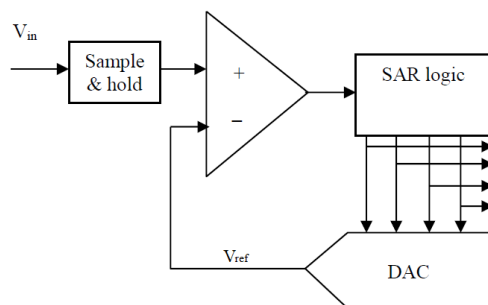 V_in
Sample
& hold
+
−
SAR logic
V_ref
DAC